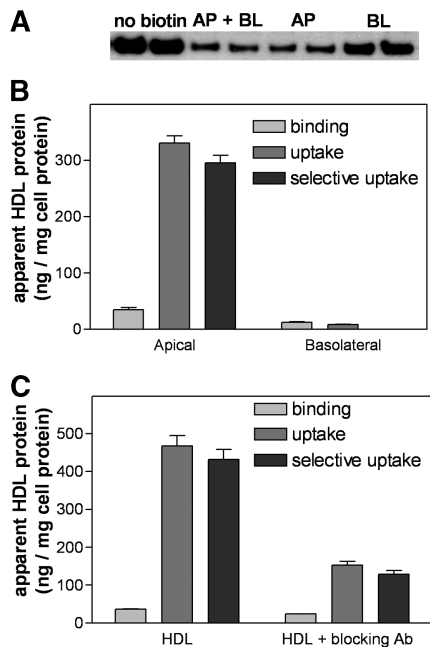 A
no biotin AP + BL AP BL
B
apparent HDL protein
(ng / mg cell protein)
300
200
100
0
binding
uptake
selective uptake
Apical Basolateral
C
apparent HDL protein
(ng / mg cell protein)
500
400
300
200
100
0
binding
uptake
selective uptake
HDL HDL + blocking Ab